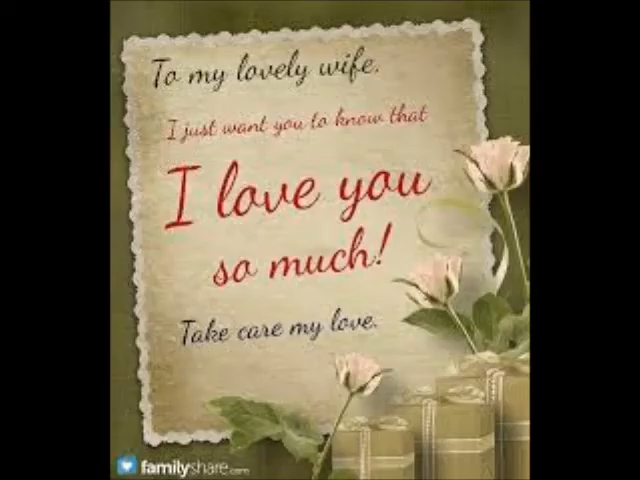 To my lovely wife.
I just want you to know that
I love you
so much!
Take care my love.
familyshare.com